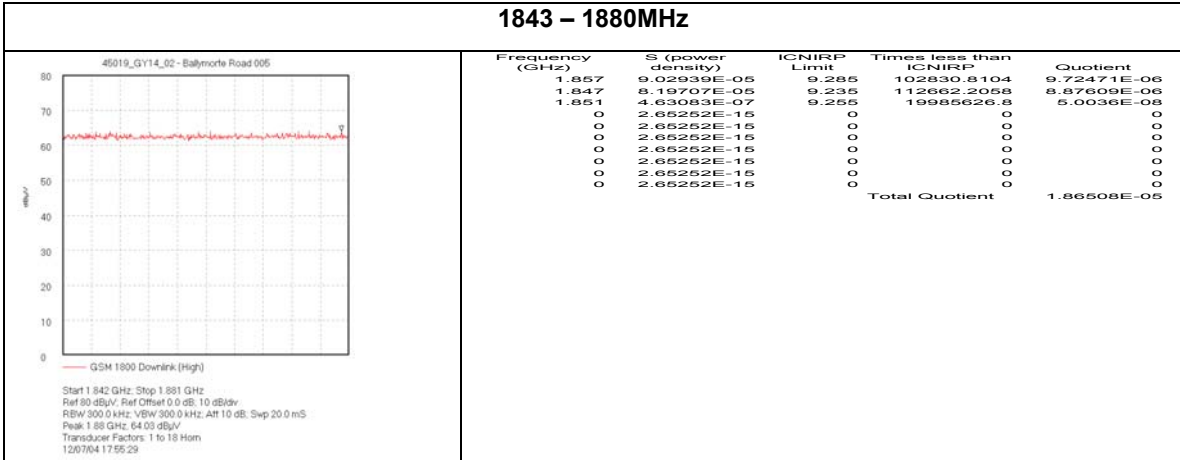 1843 – 1880MHz
45019_GY14_02 - Ballymorte Road 005
80
70
60
50
40
30
20
10
0
dBµV
GSM 1800 Downlink (High)
Start 1.842 GHz; Stop 1.881 GHz
Ref 80 dBµV; Ref Offset 0.0 dB; 10 dB/div
RBW 300.0 kHz; VBW 300.0 kHz; Att 10 dB; Swp 20.0 mS
Peak 1.88 GHz, 64.03 dBµV
Transducer Factors: 1 to 18 Horn
12/07/04 17:55:29
Frequency (GHz) S (power density) ICNIRP Limit Times less than ICNIRP Quotient
1.857 9.02939E-05 9.285 102830.8104 9.72471E-06
1.847 8.19707E-05 9.235 112662.2058 8.87609E-06
1.851 4.63083E-07 9.255 19985626.8 5.0036E-08
0 2.65252E-15 0 0 0
0 2.65252E-15 0 0 0
0 2.65252E-15 0 0 0
0 2.65252E-15 0 0 0
0 2.65252E-15 0 0 0
0 2.65252E-15 0 0 0
0 2.65252E-15 0 0 0
Total Quotient 1.86508E-05